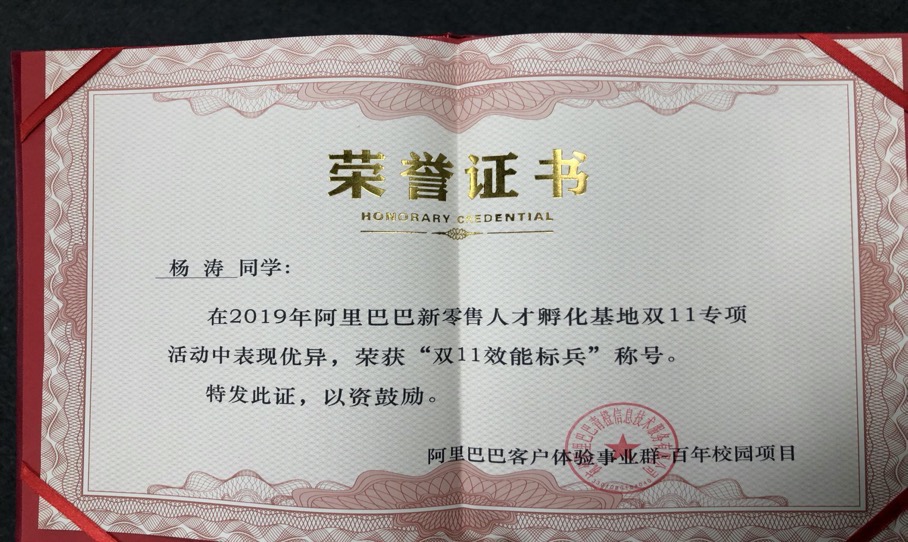 荣誉证书
HONORARY CREDENTIAL
杨 涛 同学：
在2019年阿里巴巴新零售人才孵化基地双11专项
活动中表现优异，荣获“双11效能标兵”称号。
特发此证，以资鼓励。
阿里巴巴客户体验事业群-百年校园项目